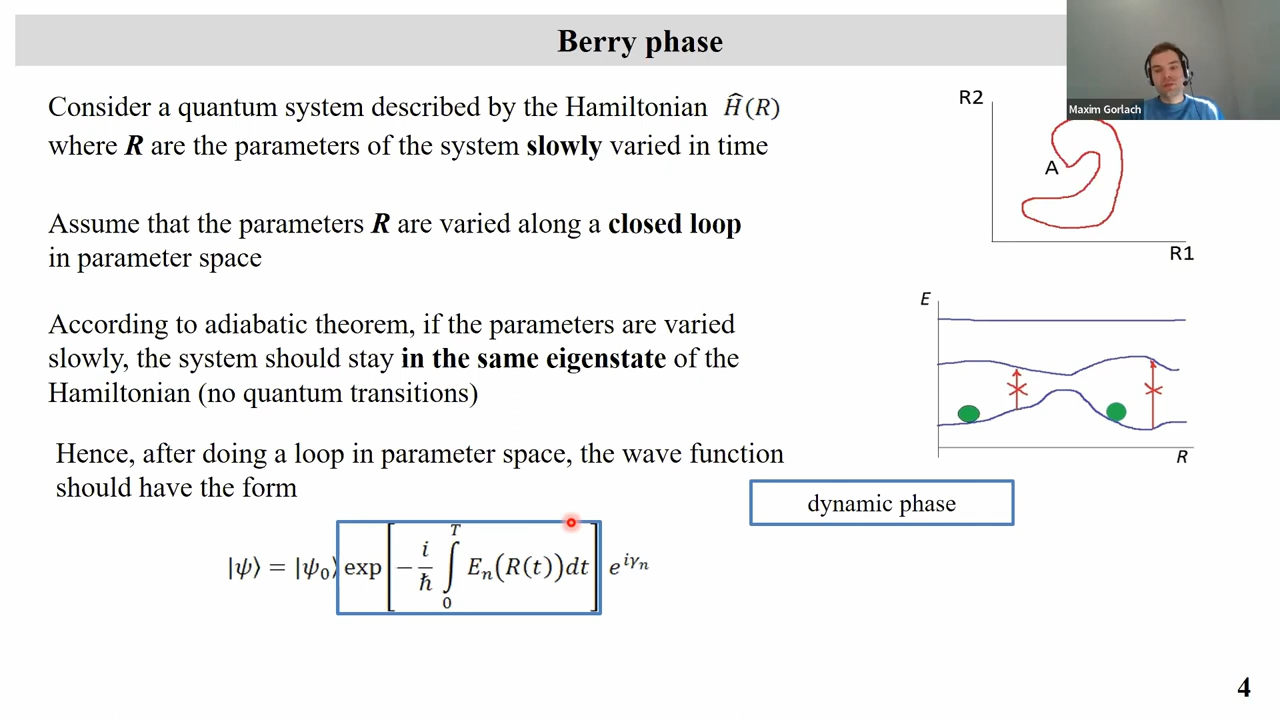 Berry phase
Maxim Gorlach
Consider a quantum system described by the Hamiltonian Ĥ(R)
where R are the parameters of the system slowly varied in time
R2
A
R1
Assume that the parameters R are varied along a closed loop
in parameter space
E
R
According to adiabatic theorem, if the parameters are varied
slowly, the system should stay in the same eigenstate of the
Hamiltonian (no quantum transitions)
Hence, after doing a loop in parameter space, the wave function
should have the form
dynamic phase
|ψ⟩ = |ψ₀⟩ exp[−i/ħ ∫₀ᵀ Eₙ(R(t))dt] e^{iγₙ}
4